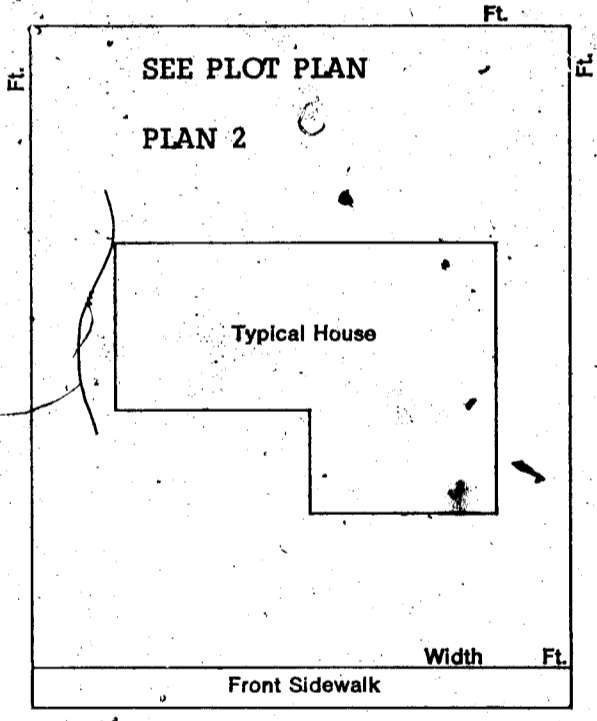 Ft.
Ft.
Ft.
SEE PLOT PLAN
PLAN 2
Typical House
Width Ft.
Front Sidewalk